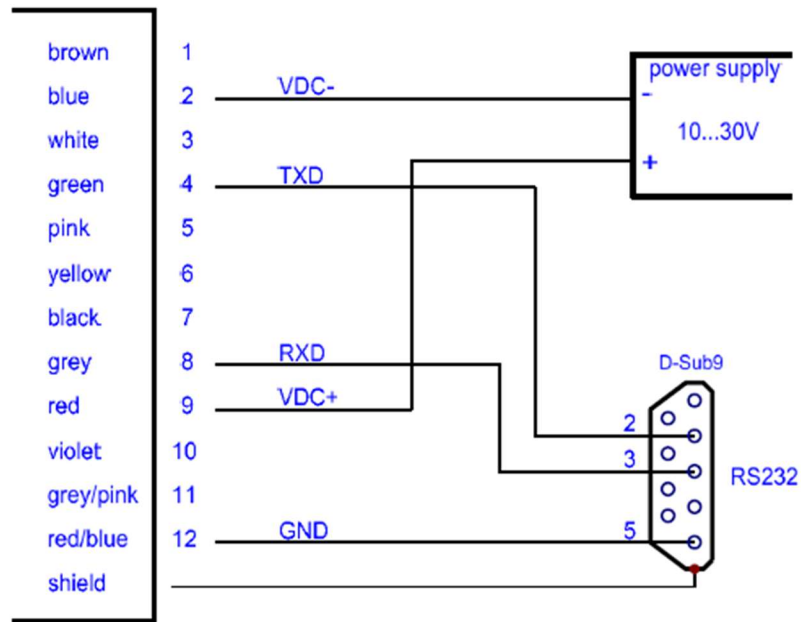 brown 1
blue 2 VDC-
white 3
green 4 TXD
pink 5
yellow 6
black 7
grey 8 RXD
red 9 VDC+
violet 10
grey/pink 11
red/blue 12 GND
shield
power supply
-
10...30V
+
D-Sub9
2
3
5
RS232